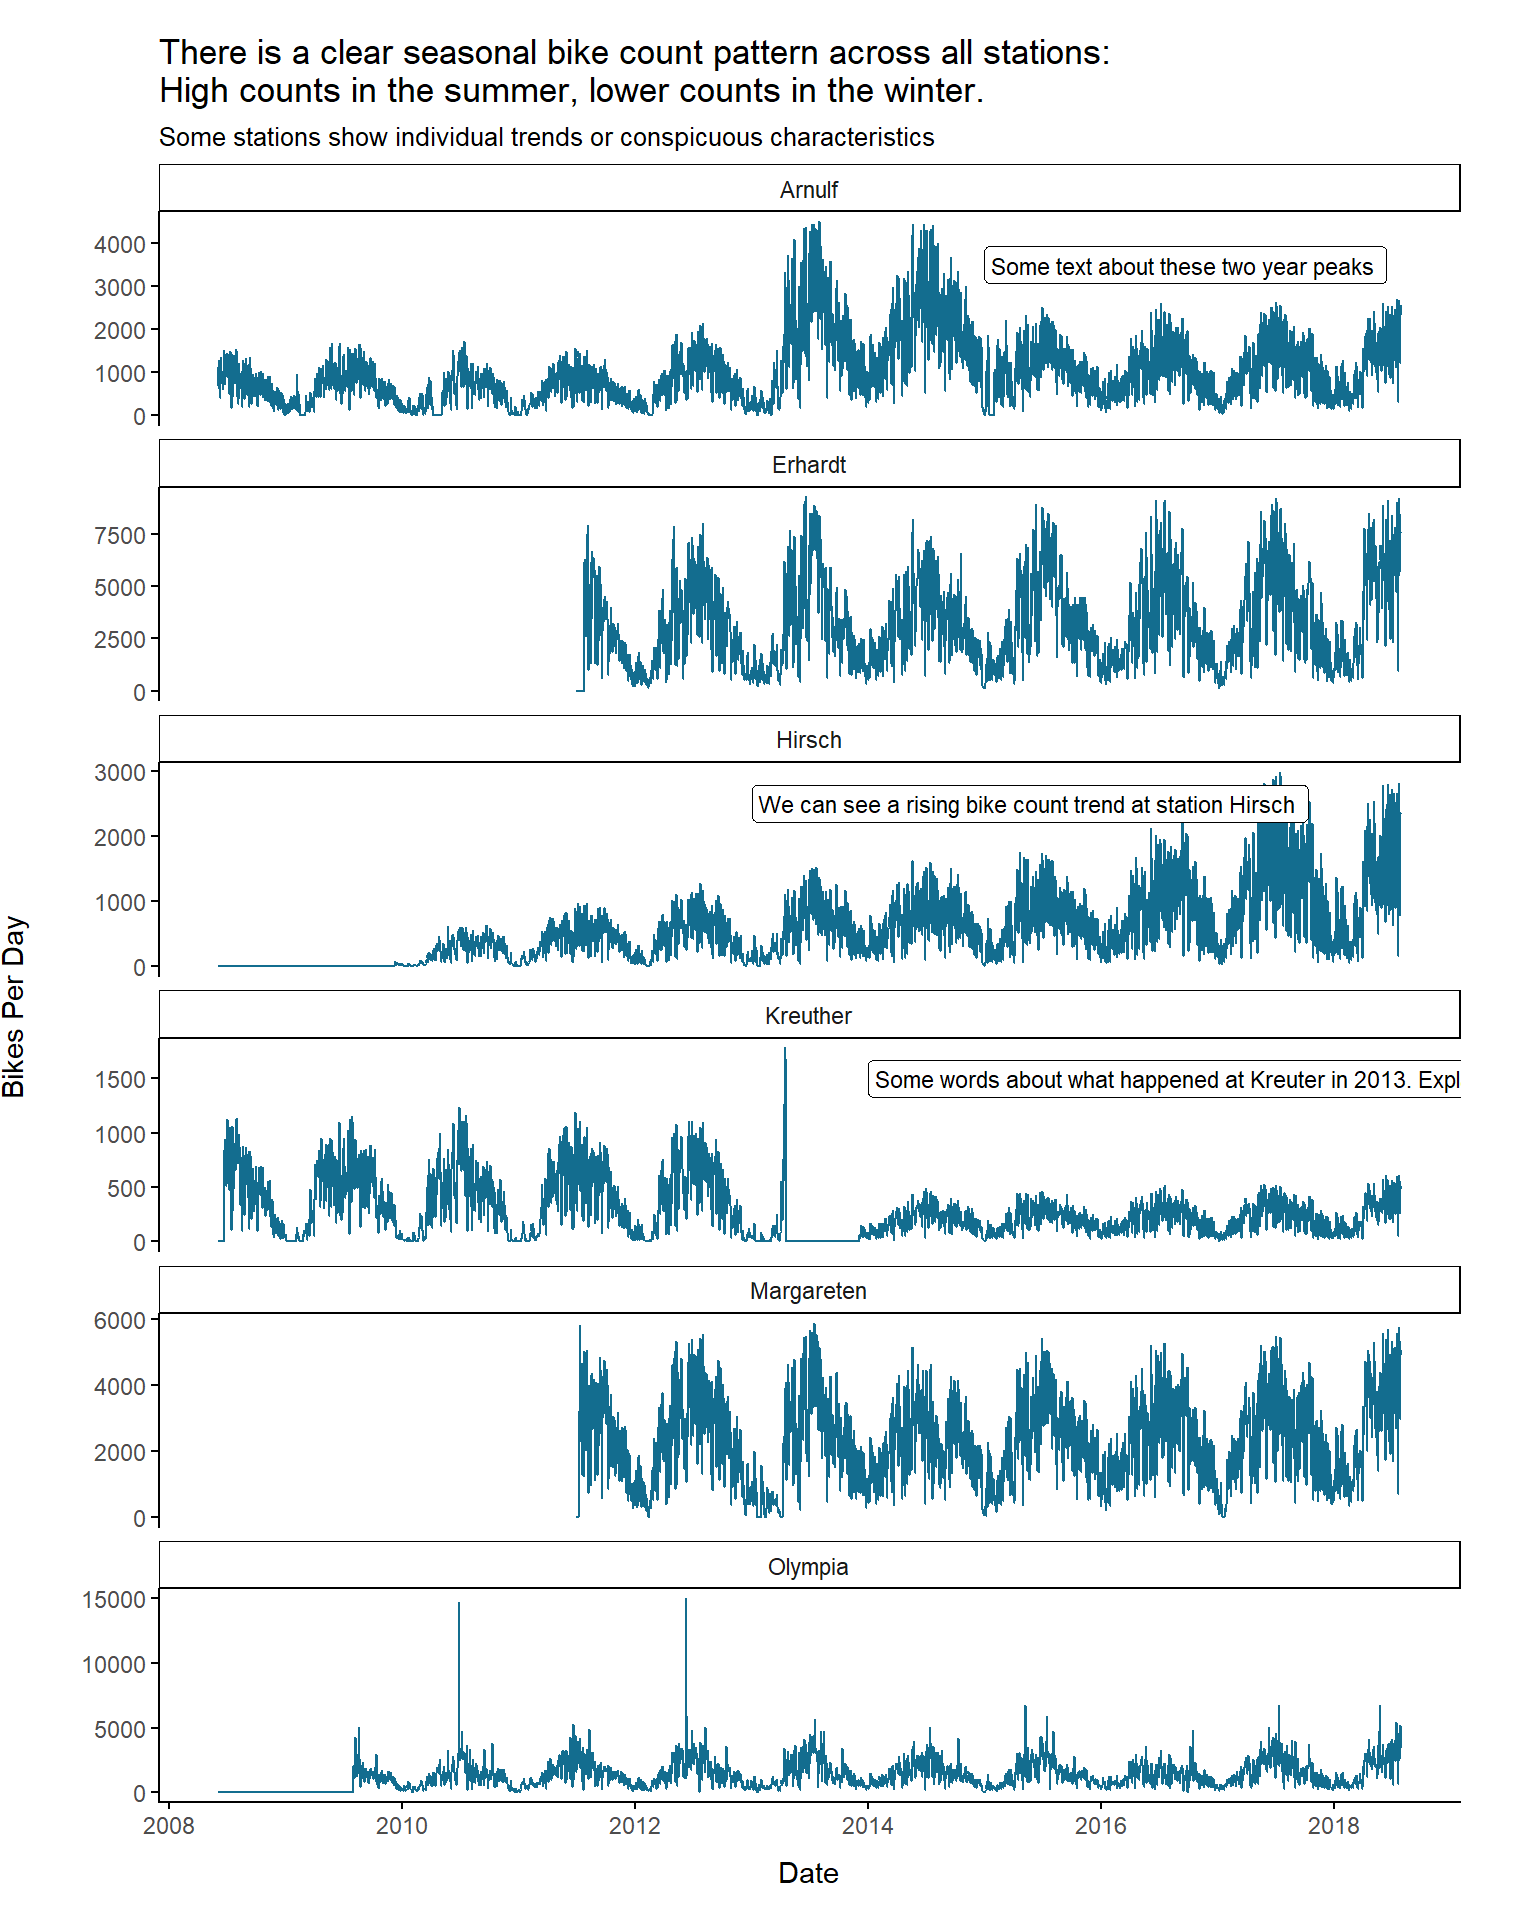 There is a clear seasonal bike count pattern across all stations:
High counts in the summer, lower counts in the winter.
Some stations show individual trends or conspicuous characteristics
Arnulf
4000
3000
2000
1000
0
Some text about these two year peaks
Erhardt
7500
5000
2500
0
Hirsch
3000
2000
1000
0
We can see a rising bike count trend at station Hirsch
Kreuther
1500
1000
500
0
Some words about what happened at Kreuter in 2013. Expl
Margareten
6000
4000
2000
0
Olympia
15000
10000
5000
0
2008 2010 2012 2014 2016 2018
Date
Bikes Per Day